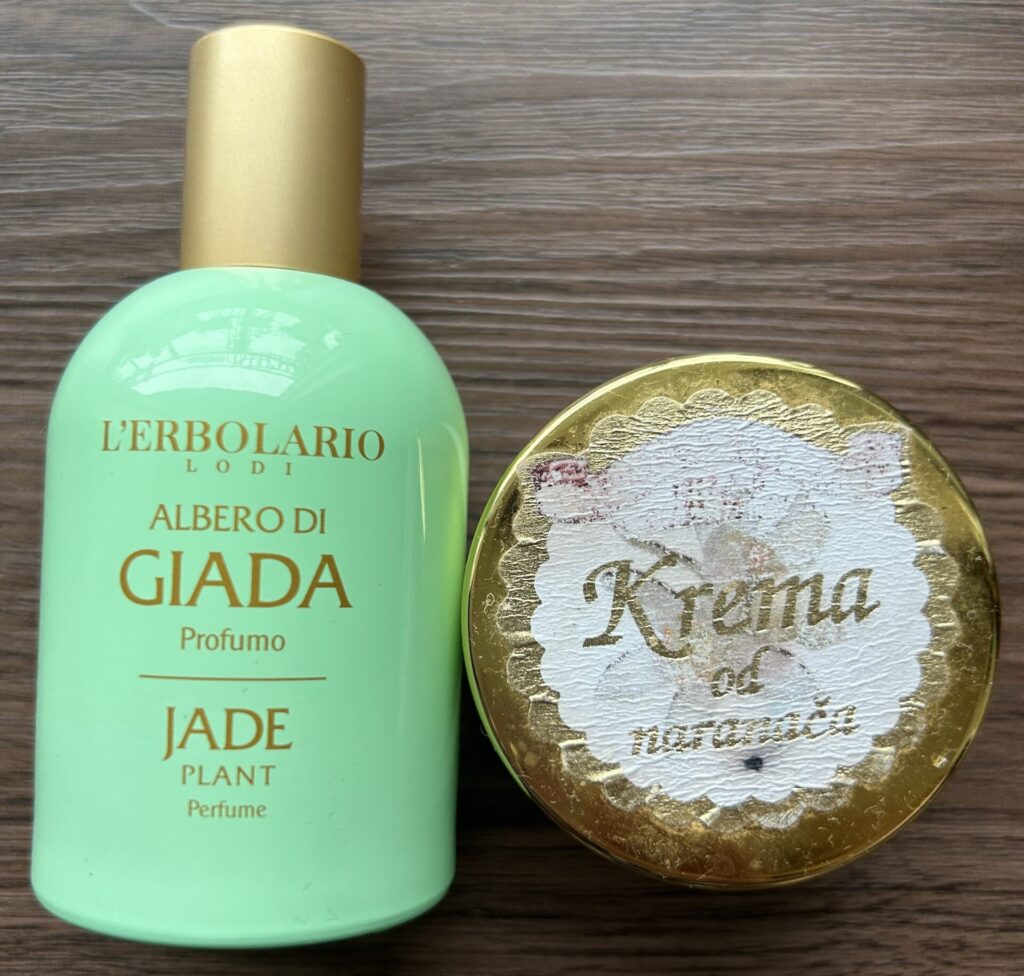 L'ERBOLARIO
LODI
ALBERO DI
GIADA
Profumo
JADE
PLANT
Perfume
Krema
od
naranača